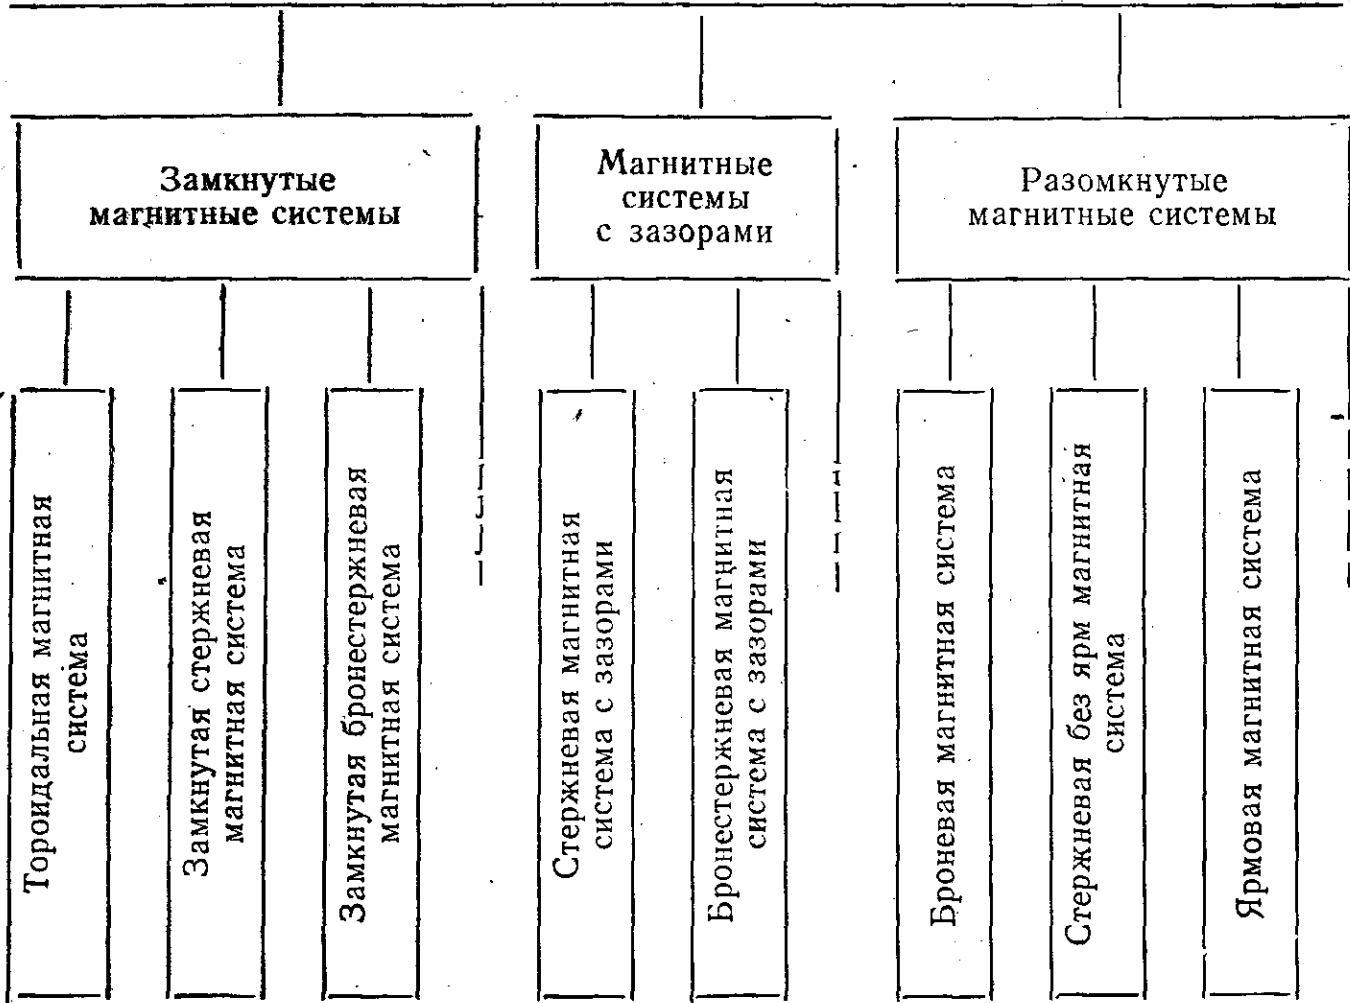 Замкнутые
магнитные системы
Магнитные
системы
с зазорами
Разомкнутые
магнитные системы
Тороидальная магнитная
система
Замкнутая стержневая
магнитная система
Замкнутая бронестержневая
магнитная система
Стержневая магнитная
система с зазорами
Бронестержневая магнитная
система с зазорами
Броневая магнитная система
Стержневая без ярм магнитная
система
Ярмовая магнитная система